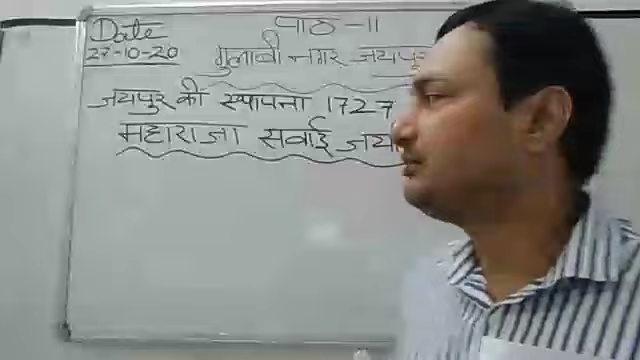 Date
27-10-20
पाठ-11
गुलाबी नगर जयपुर
जयपुर की स्थापना 1727
महाराजा सवाई जय